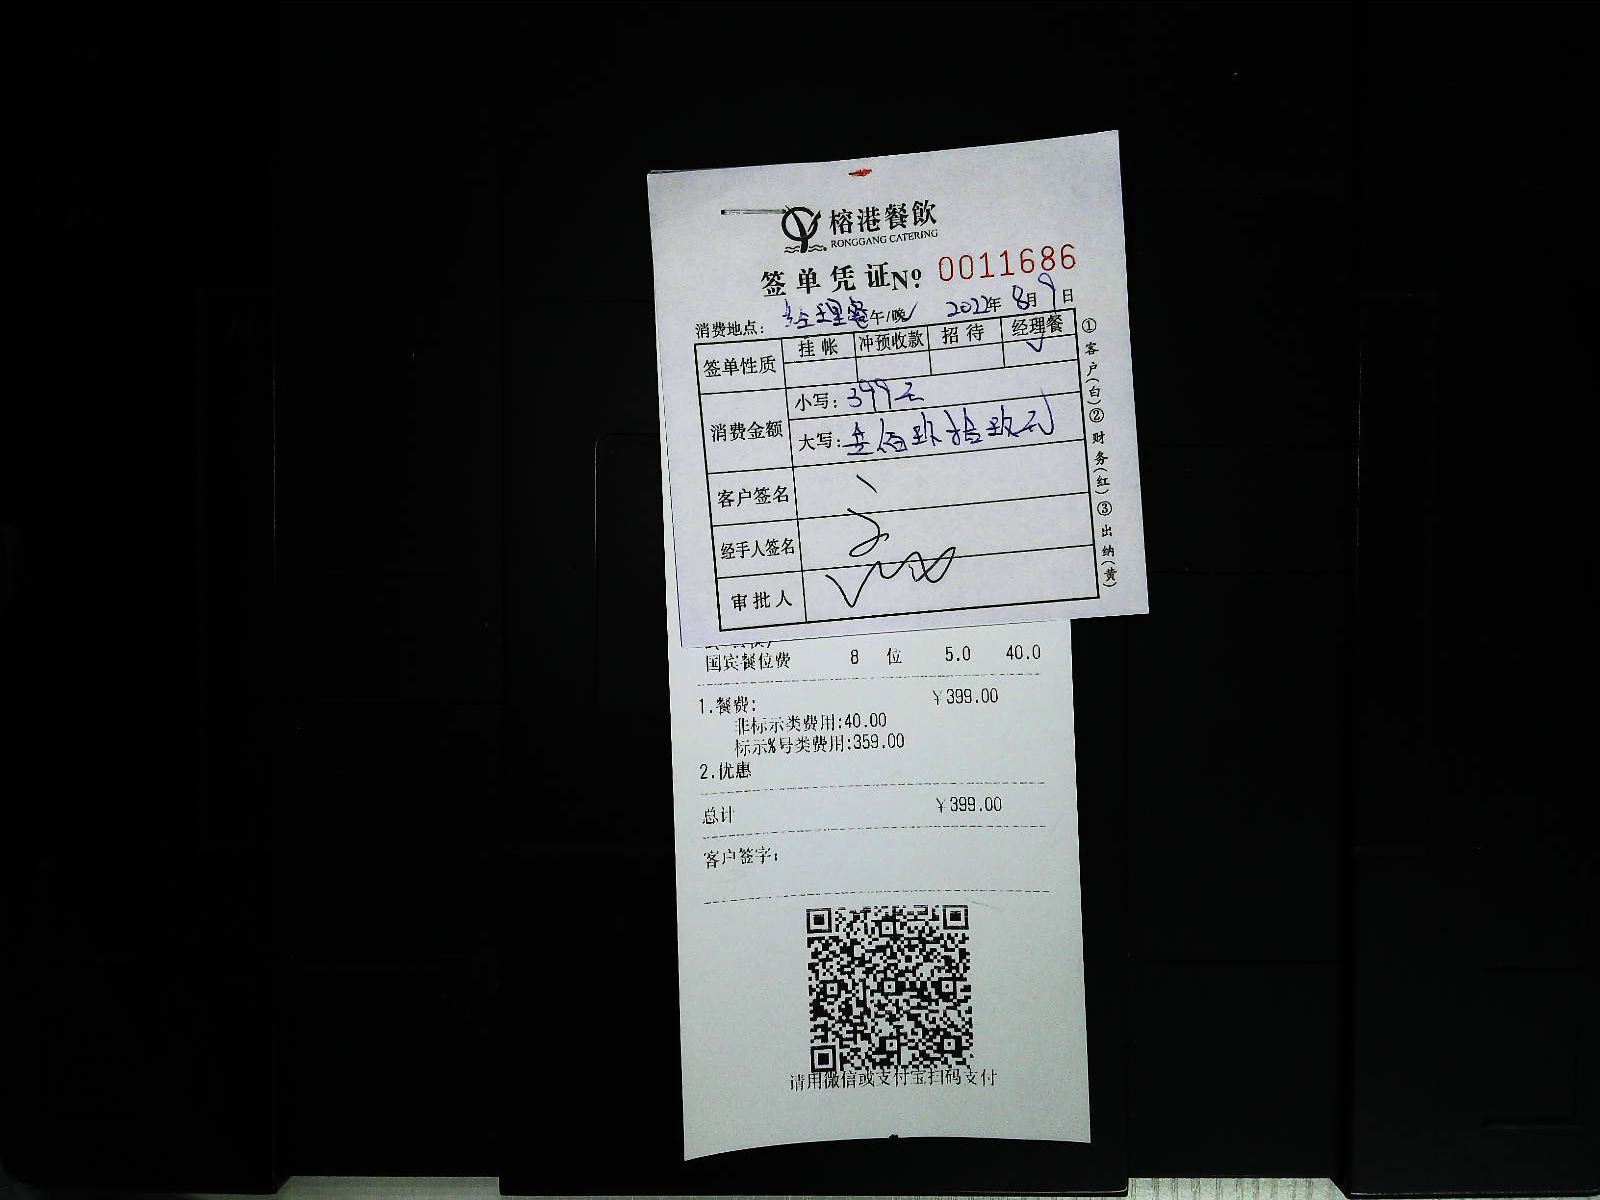 榕港餐飲
RONGGANG CATERING
签单凭证 Nº 0011686
消费地点: 经理餐 午/晚 2022年8月9日
签单性质 挂帐 冲预收款 招待 经理餐
✓
消费金额 小写: 399元
大写: 叁佰玖拾玖元
客户签名
经手人签名
审批人
①客户(白)②财务(红)③出纳(黄)
国宾餐位费 8 位 5.0 40.0
1.餐费: ¥399.00
非标示类费用:40.00
标示%号类费用:359.00
2.优惠
总计 ¥399.00
客户签字:
请用微信或支付宝扫码支付